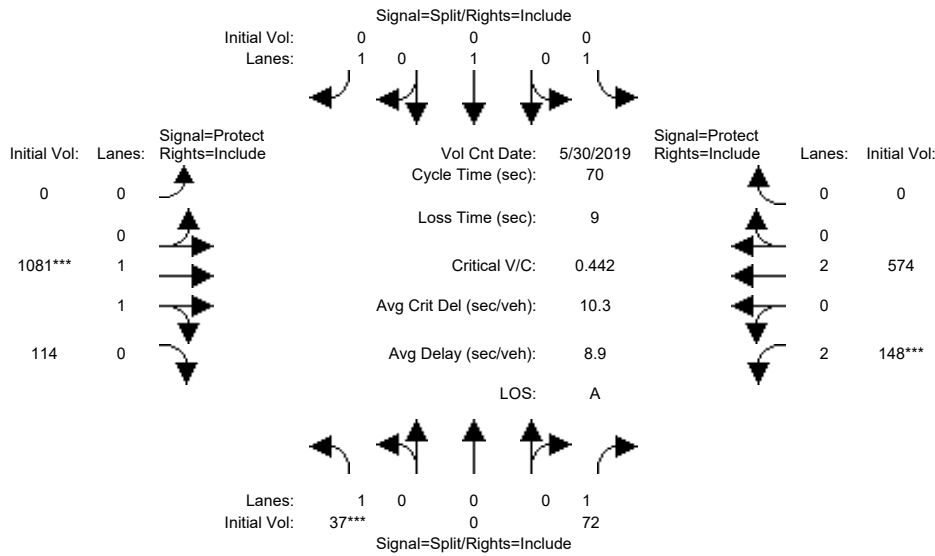 Signal=Split/Rights=Include
Initial Vol: 0 0 0
Lanes: 1 0 1 0 1
Signal=Protect Signal=Protect
Initial Vol: Lanes: Rights=Include Vol Cnt Date: 5/30/2019 Rights=Include Lanes: Initial Vol:
Cycle Time (sec): 70
0 0 0 0
Loss Time (sec): 9
0 0
1081*** 1 Critical V/C: 0.442 2 574
1 Avg Crit Del (sec/veh): 10.3 0
114 0 Avg Delay (sec/veh): 8.9 2 148***
LOS: A
Lanes: 1 0 0 0 1
Initial Vol: 37*** 0 72
Signal=Split/Rights=Include